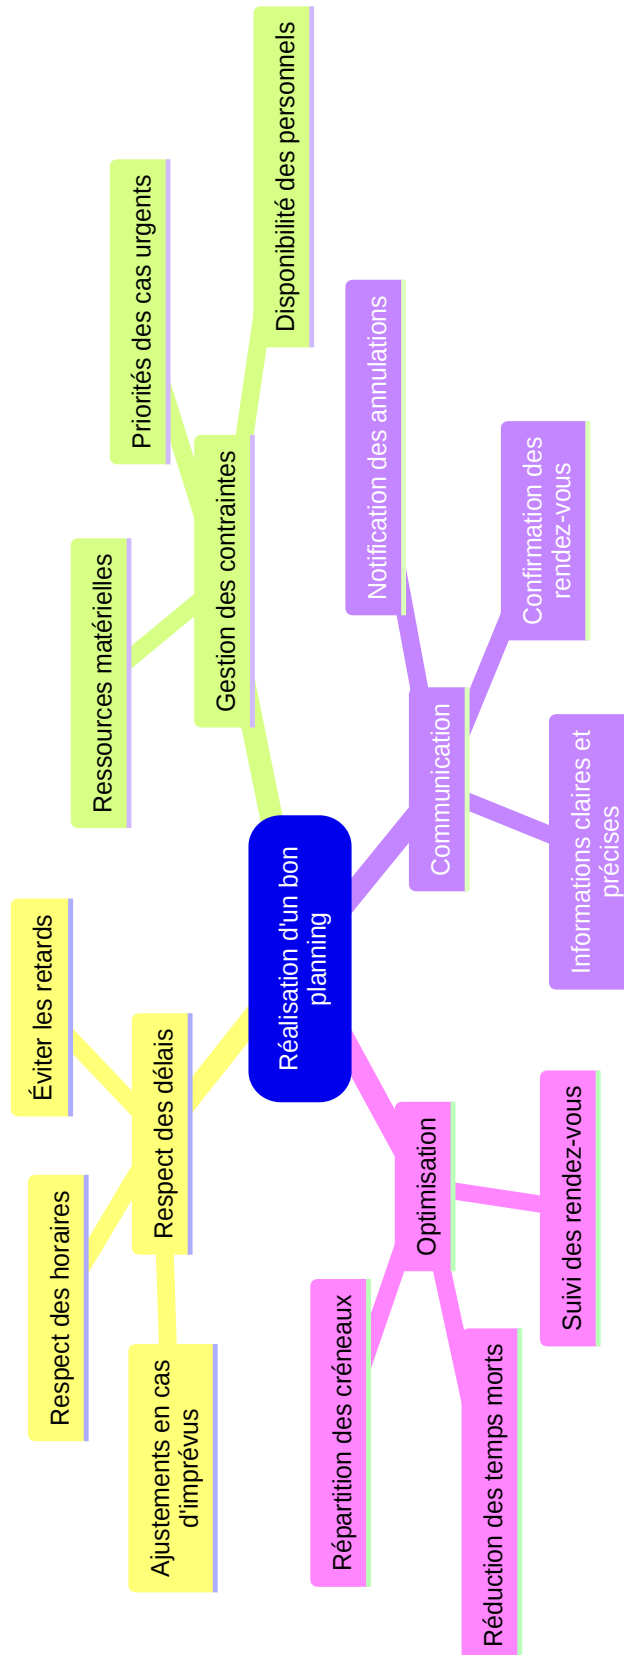 Réalisation d'un bon
planning
Respect des délais
Éviter les retards
Respect des horaires
Ajustements en cas
d'imprévus
Gestion des contraintes
Ressources matérielles
Priorités des cas urgents
Disponibilité des personnels
Communication
Notification des annulations
Confirmation des
rendez-vous
Informations claires et
précises
Optimisation
Répartition des créneaux
Réduction des temps morts
Suivi des rendez-vous